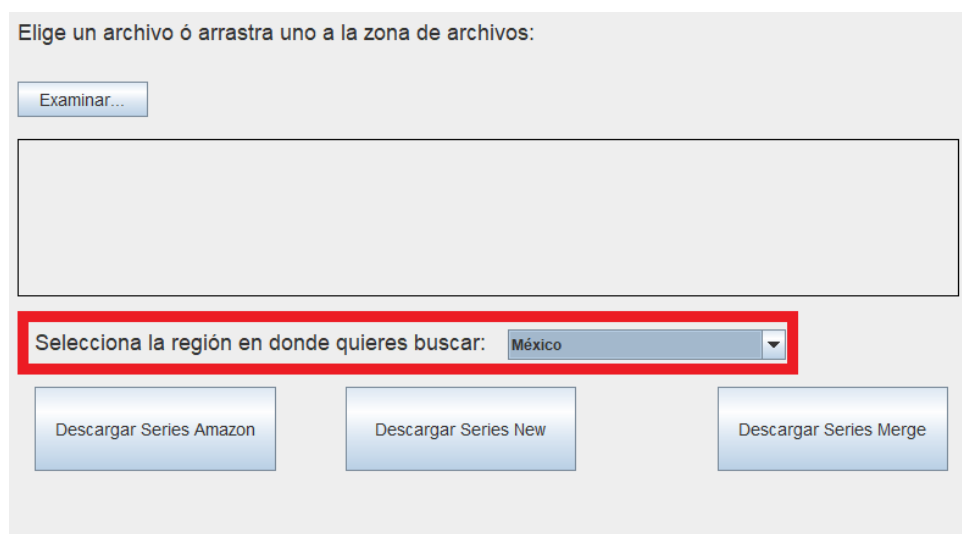 Elige un archivo ó arrastra uno a la zona de archivos:
Examinar...
Selecciona la región en donde quieres buscar: México
Descargar Series Amazon Descargar Series New Descargar Series Merge